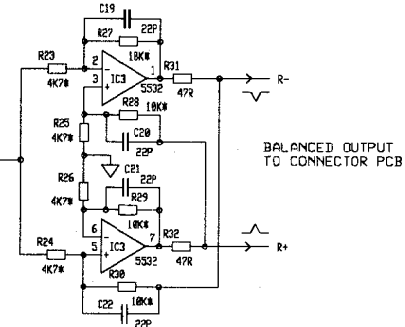 C19
22P
R27
18K*
R23
4K7*
2
3
IC3
1
5532
R31
47R
R-
R28
10K*
R25
4K7*
C20
22P
BALANCED OUTPUT
TO CONNECTOR PCB
C21
22P
R26
4K7*
R29
10K*
R24
4K7*
6
5
IC3
7
5532
R32
47R
R+
R30
10K*
C22
22P